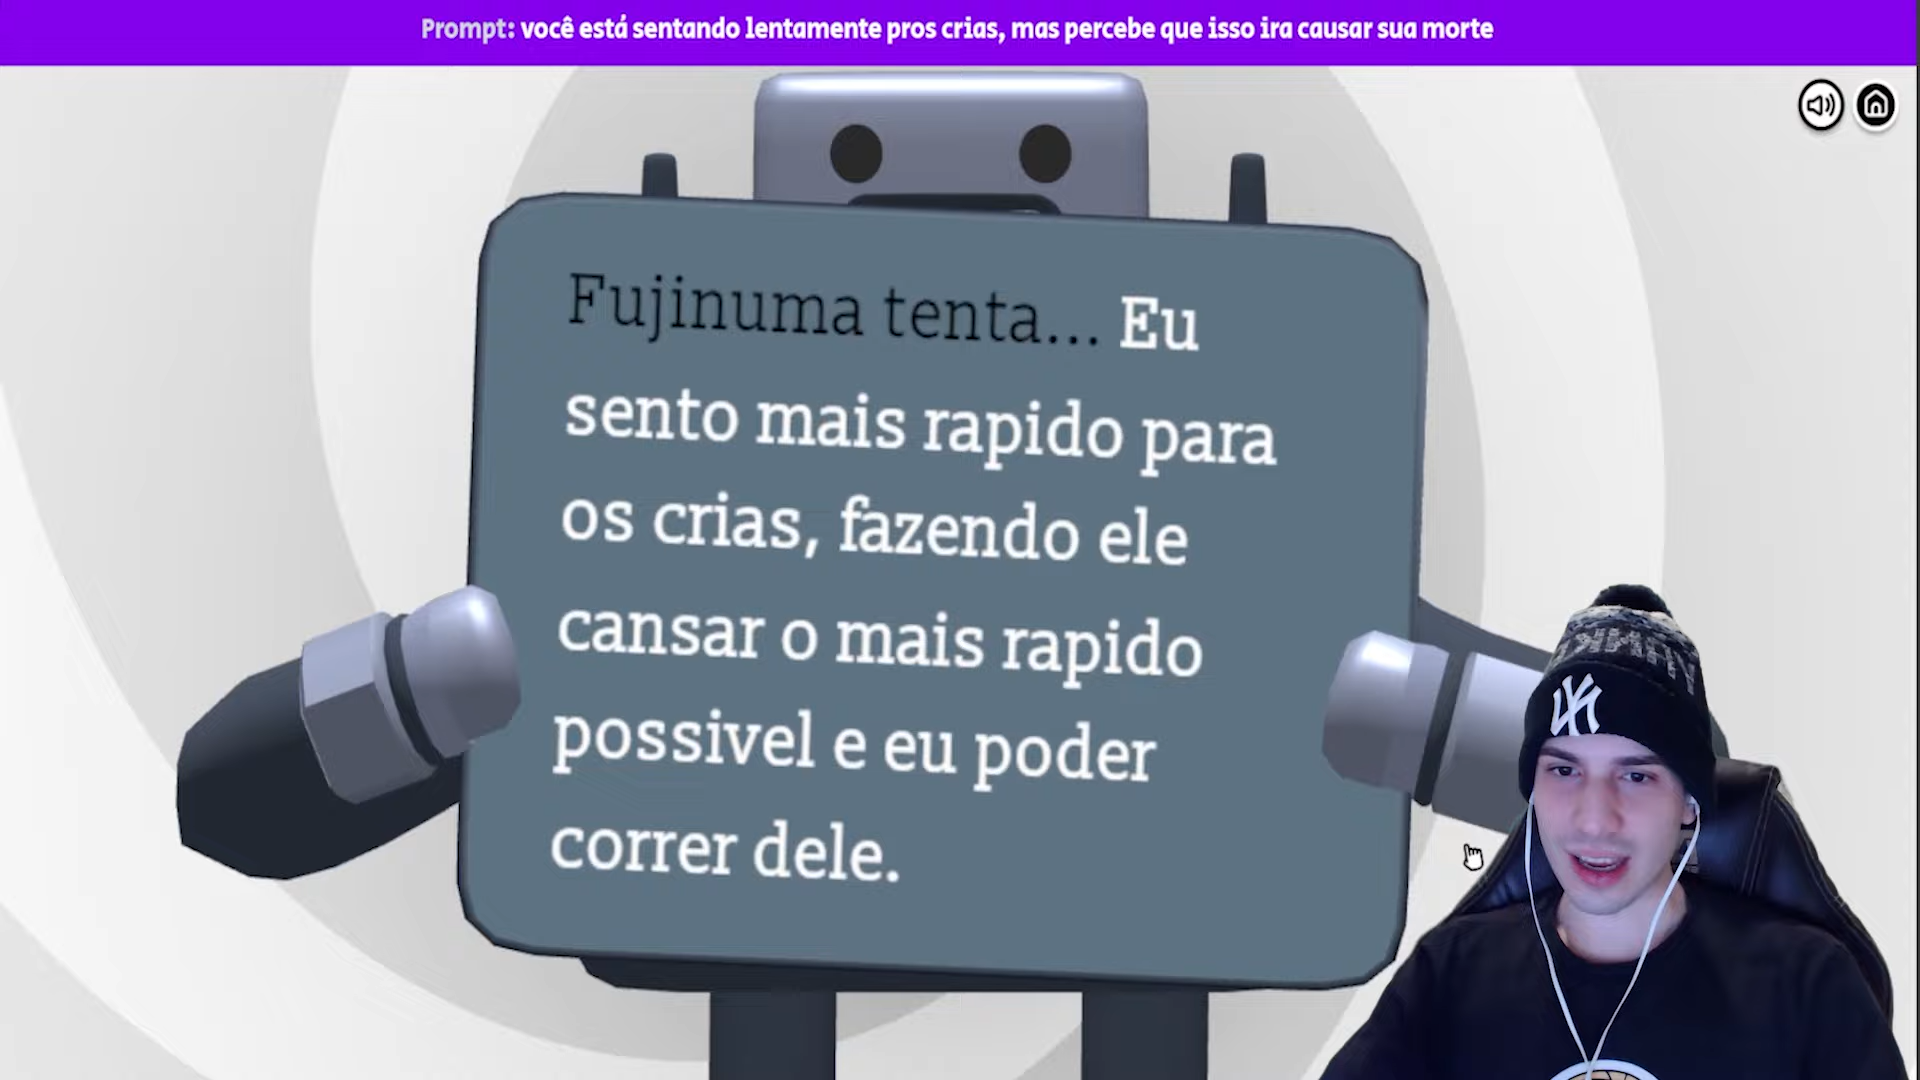 Prompt: você está sentando lentamente pros crias, mas percebe que isso ira causar sua morte
Fujinuma tenta... Eu
sento mais rapido para
os crias, fazendo ele
cansar o mais rapido
possivel e eu poder
correr dele.
NY